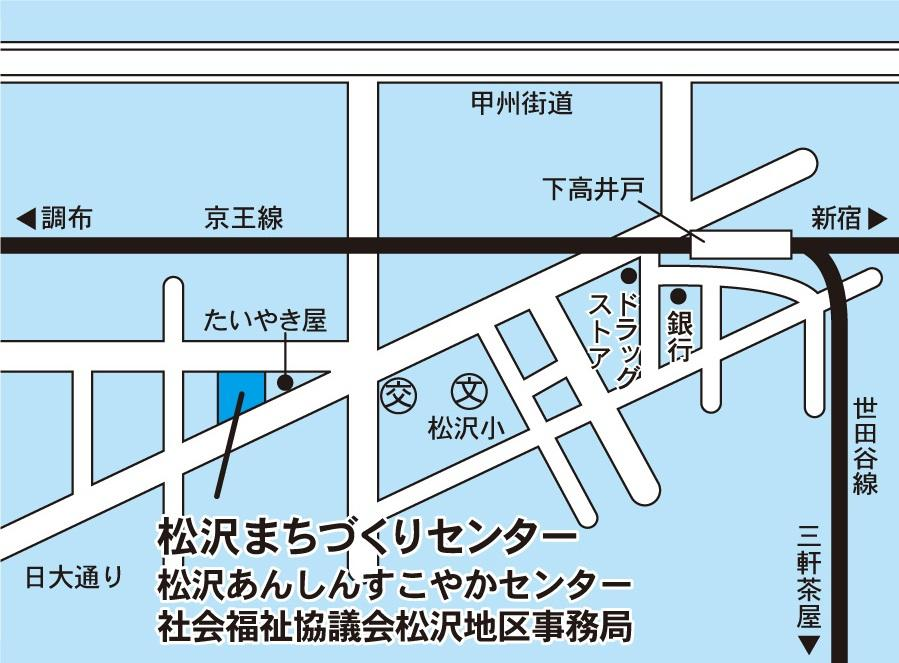 甲州街道
下高井戸
◀調布
京王線
新宿▶
たいやき屋
ドラッグ
ストア
銀行
交
文
松沢小
世田谷線
三軒茶屋▼
松沢まちづくりセンター
日大通り
松沢あんしんすこやかセンター
社会福祉協議会松沢地区事務局